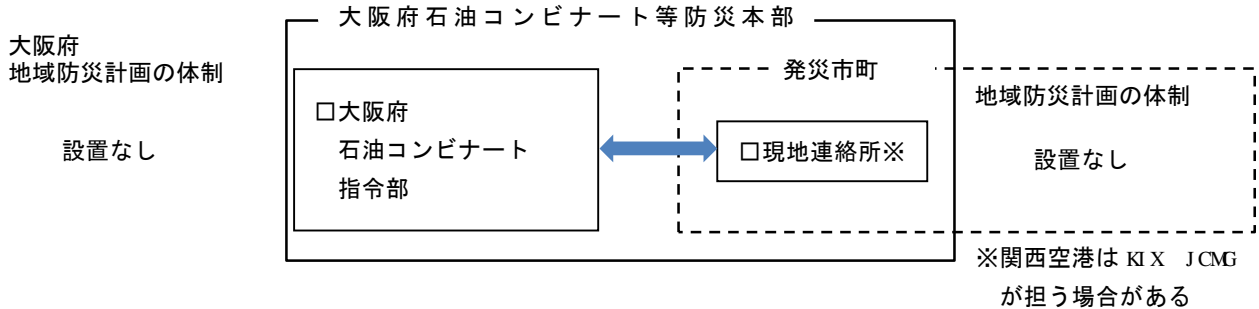 大阪府石油コンビナート等防災本部
大阪府
地域防災計画の体制
設置なし
□大阪府
石油コンビナート
指令部
発災市町
□現地連絡所※
地域防災計画の体制
設置なし
※関西空港は KIX JCMG
が担う場合がある